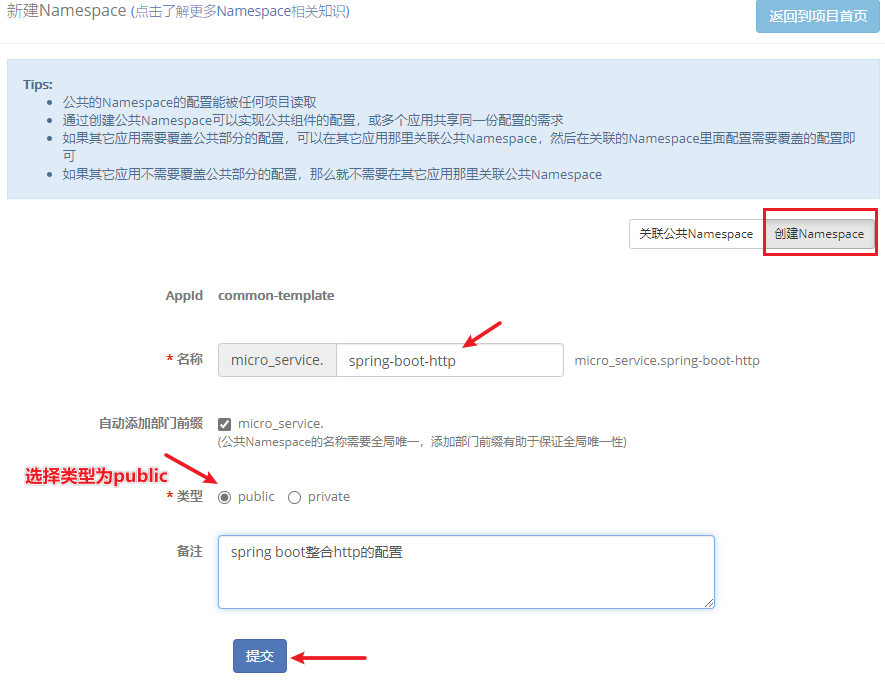 新建Namespace (点击了解更多Namespace相关知识)
返回到项目首页
Tips:
公共的Namespace的配置能被任何项目读取
通过创建公共Namespace可以实现公共组件的配置，或多个应用共享同一份配置的需求
如果其它应用需要覆盖公共部分的配置，可以在其它应用那里关联公共Namespace，然后在关联的Namespace里面配置需要覆盖的配置即
可
如果其它应用不需要覆盖公共部分的配置，那么就不需要在其它应用那里关联公共Namespace
关联公共Namespace 创建Namespace
AppId common-template
* 名称 micro_service. spring-boot-http micro_service.spring-boot-http
自动添加部门前缀 micro_service.
(公共Namespace的名称需要全局唯一，添加部门前缀有助于保证全局唯一性)
选择类型为public
* 类型 public private
备注 spring boot整合http的配置
提交